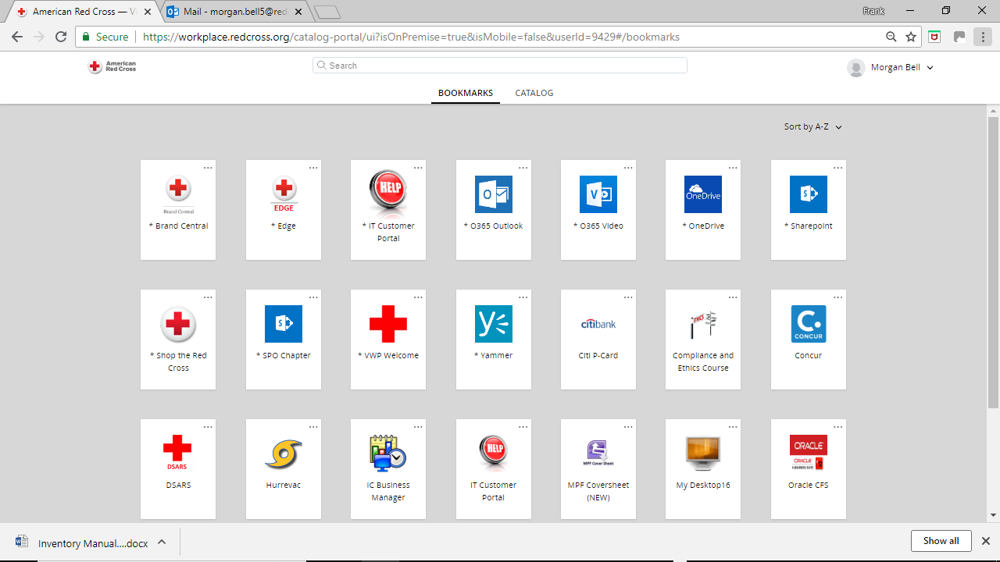 American Red Cross — V
Mail - morgan.bell5@red
Frank
Secure
https://workplace.redcross.org/catalog-portal/ui?isOnPremise=true&isMobile=false&userId=9429#/bookmarks
American
Red Cross
Search
Morgan Bell
BOOKMARKS
CATALOG
Sort by A-Z
Brand Central
* Brand Central
EDGE
* Edge
HELP
* IT Customer
Portal
O
* O365 Outlook
V
* O365 Video
OneDrive
* OneDrive
S
* Sharepoint
* Shop the Red
Cross
S
* SPO Chapter
* VWP Welcome
* Yammer
citibank
Citi P-Card
ETHICS
Compliance and
Ethics Course
C.
CONCUR
Concur
DSARS
DSARS
Hurrevac
IC Business
Manager
HELP
IT Customer
Portal
MPF Cover Sheet
MPF Coversheet
(NEW)
My Desktop16
ORACLE
ORACLE
E-BUSINESS SUITE 12
Oracle CFS
Inventory Manual....docx
Show all